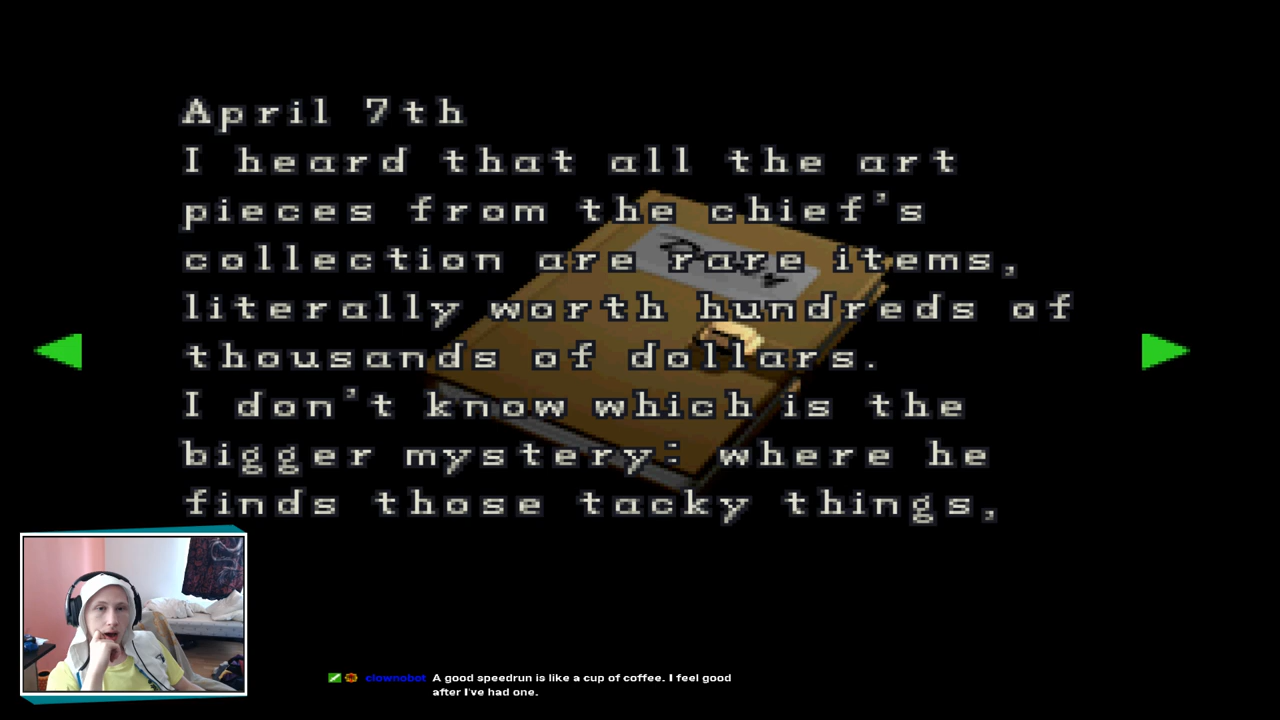 April 7th
I heard that all the art
pieces from the chief's
collection are rare items,
literally worth hundreds of
thousands of dollars.
I don't know which is the
bigger mystery: where he
finds those tacky things,
Diary
clownobot A good speedrun is like a cup of coffee. I feel good
after I've had one.